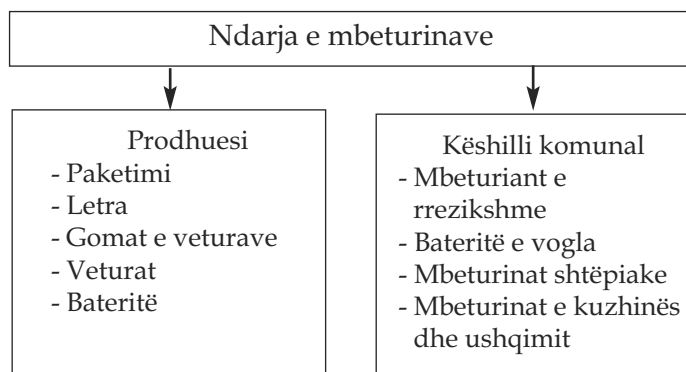 Ndarja e mbeturinave
Prodhuesi
- Paketimi
- Letra
- Gomat e veturave
- Veturat
- Bateritë
Këshilli komunal
- Mbeturiant e
rrezikshme
- Bateritë e vogla
- Mbeturinat shtëpiake
- Mbeturinat e kuzhinës
dhe ushqimit